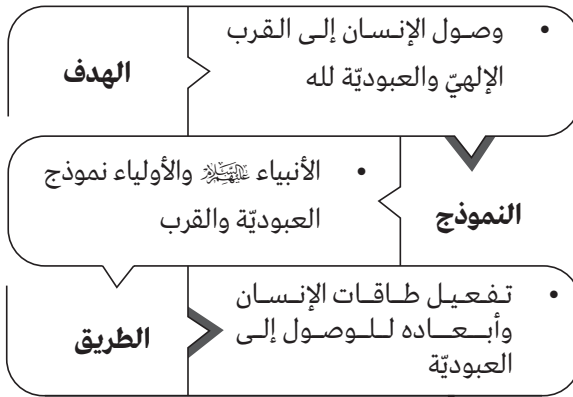 • وصول الإنسان إلى القرب
الإلهيّ والعبوديّة لله
الهدف
• الأنبياء عليهم السلام والأولياء نموذج
العبوديّة والقرب
النموذج
• تفعيل طاقات الإنسان
وأبعاده للوصول إلى
العبوديّة
الطريق